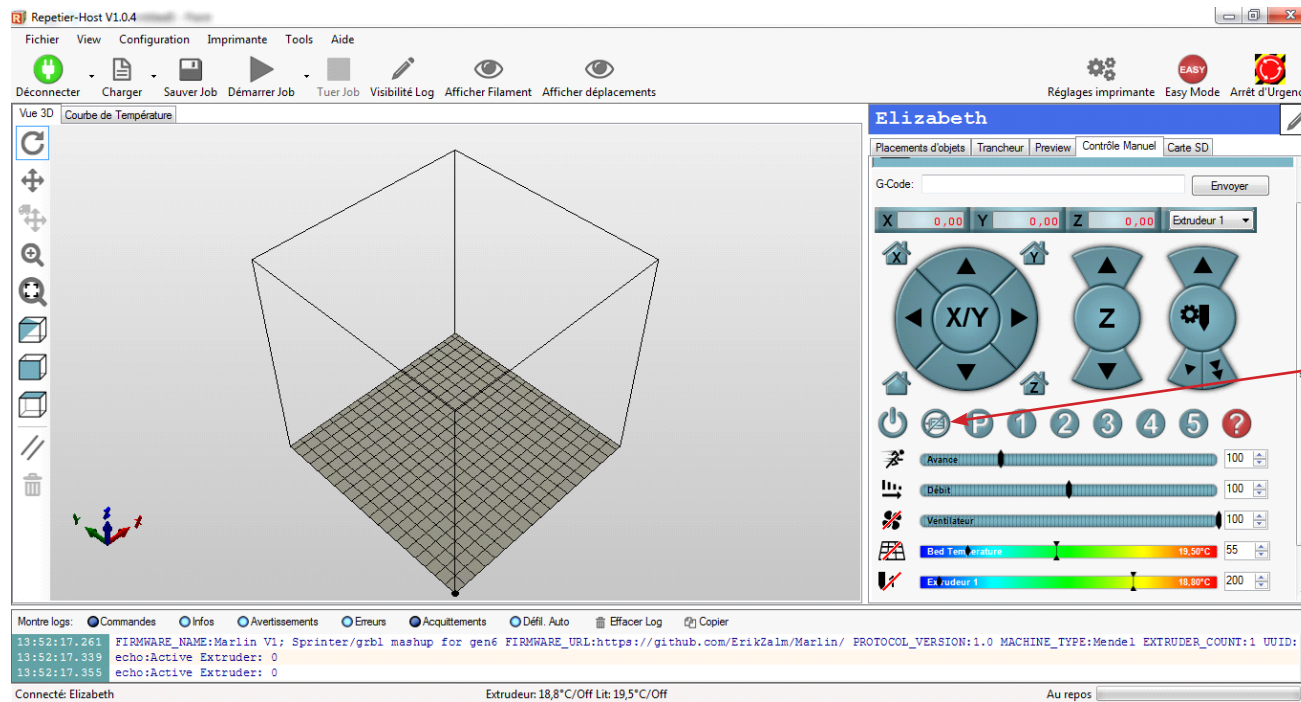 Repetier-Host V1.0.4
Fichier View Configuration Imprimante Tools Aide
EASY
Déconnecter Charger Sauver Job Démarrer Job Tuer Job Visibilité Log Afficher Filament Afficher déplacements Réglages imprimante Easy Mode Arrêt d'Urgenc
Vue 3D Courbe de Température
Elizabeth
Placements d'objets Trancheur Preview Contrôle Manuel Carte SD
G-Code: Envoyer
X 0,00 Y 0,00 Z 0,00 Extrudeur 1
X Y
X/Y Z
Z
P 1 2 3 4 5 ?
Avance 100
Débit 100
Ventilateur 100
Bed Temperature 19,50°C 55
Extrudeur 1 18,80°C 200
Y Z X
Montre logs: Commandes Infos Avertissements Erreurs Acquittements Défil. Auto Effacer Log Copier
13:52:17.261 FIRMWARE_NAME:Marlin V1; Sprinter/grbl mashup for gen6 FIRMWARE_URL:https://github.com/ErikZalm/Marlin/ PROTOCOL_VERSION:1.0 MACHINE_TYPE:Mendel EXTRUDER_COUNT:1 UUID:
13:52:17.339 echo:Active Extruder: 0
13:52:17.355 echo:Active Extruder: 0
Connecté: Elizabeth Extrudeur: 18,8°C/Off Lit: 19,5°C/Off Au repos